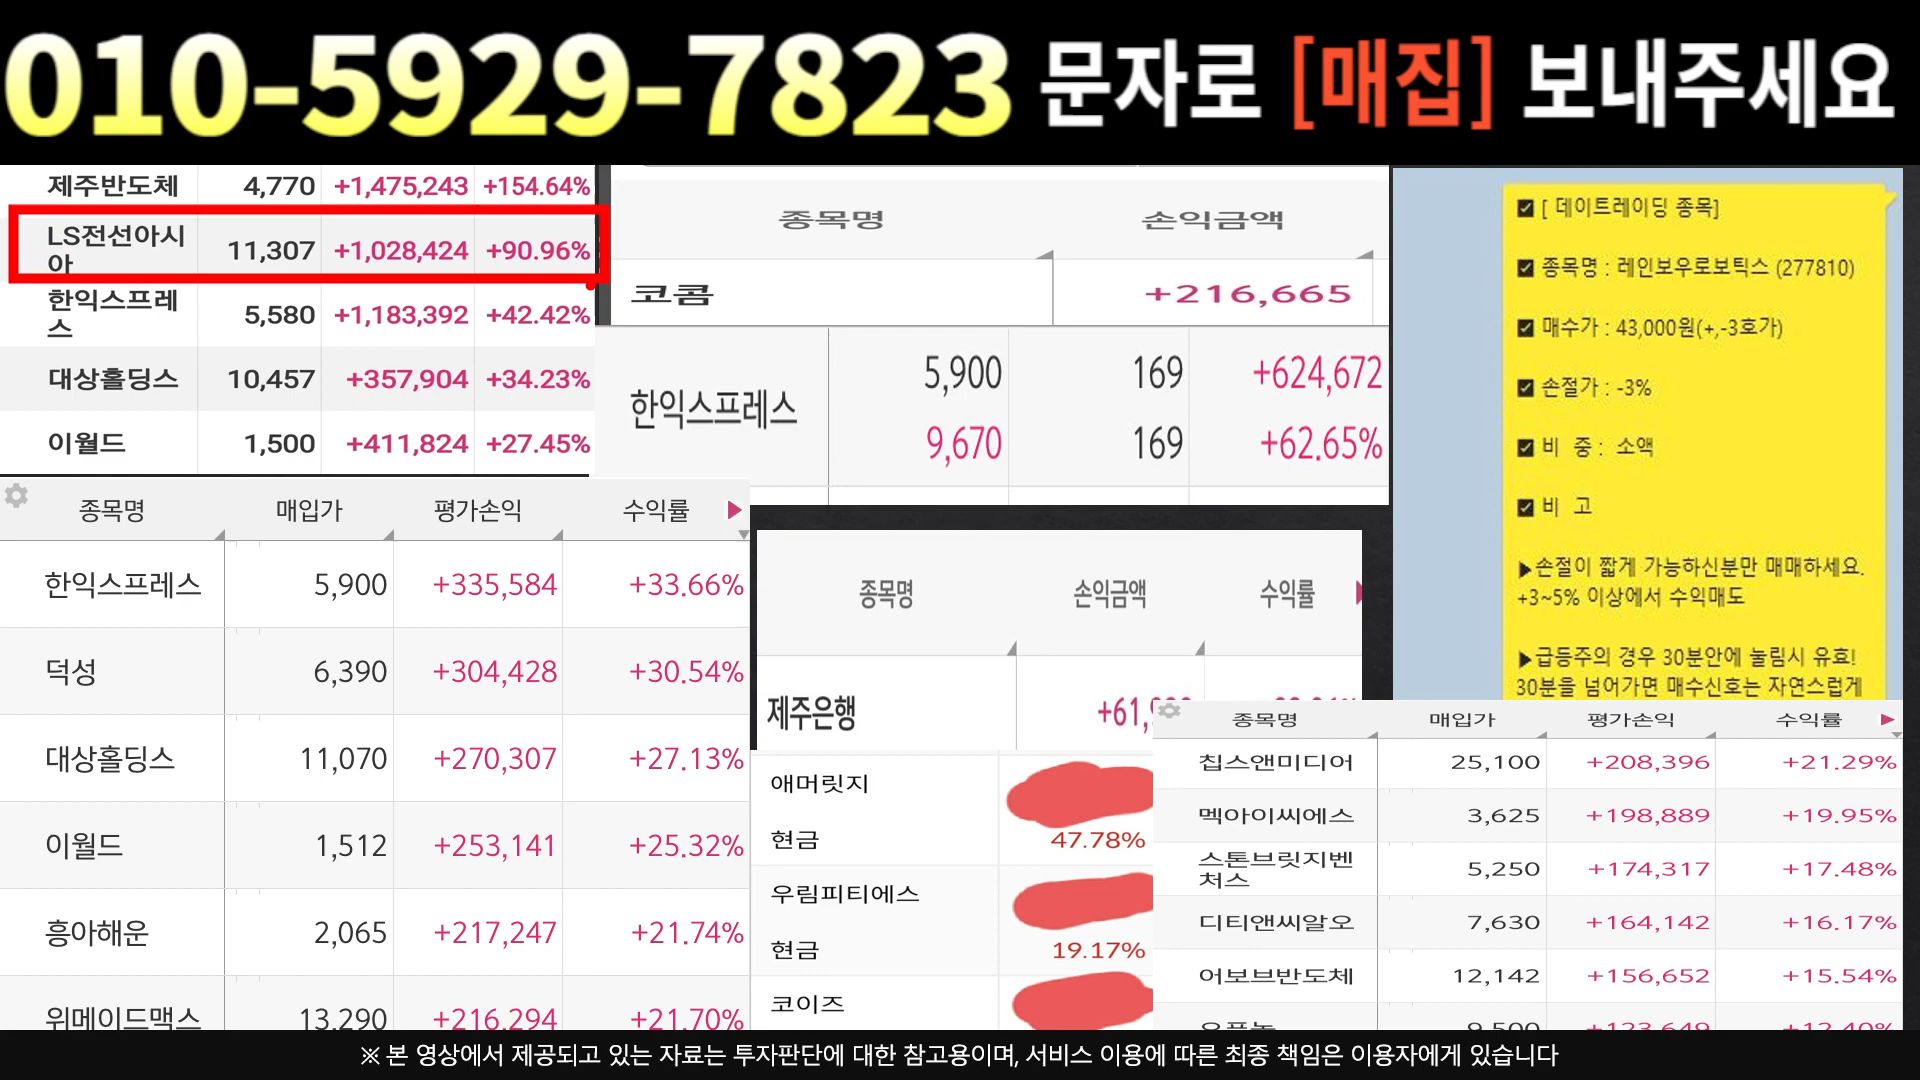 010-5929-7823 문자로 [매집] 보내주세요
제주반도체 4,770 +1,475,243 +154.64%
LS전선아시아 11,307 +1,028,424 +90.96%
한익스프레스 5,580 +1,183,392 +42.42%
대상홀딩스 10,457 +357,904 +34.23%
이월드 1,500 +411,824 +27.45%
종목명 손익금액
코콤 +216,665
한익스프레스 5,900 169 +624,672
9,670 169 +62.65%
☑ [ 데이트레이딩 종목]
☑ 종목명 : 레인보우로보틱스 (277810)
☑ 매수가 : 43,000원(+,-3호가)
☑ 손절가 : -3%
☑ 비 중 : 소액
☑ 비 고
▶손절이 짧게 가능하신분만 매매하세요.
+3~5% 이상에서 수익매도
▶급등주의 경우 30분안에 눌림시 유효!
30분을 넘어가면 매수신호는 자연스럽게
종목명 매입가 평가손익 수익률
한익스프레스 5,900 +335,584 +33.66%
덕성 6,390 +304,428 +30.54%
대상홀딩스 11,070 +270,307 +27.13%
이월드 1,512 +253,141 +25.32%
흥아해운 2,065 +217,247 +21.74%
위메이드맥스 13,290 +216,294 +21.70%
종목명 손익금액 수익률
제주은행
애머릿지
현금 47.78%
우림피티에스
현금 19.17%
코이즈
종목명 매입가 평가손익 수익률
칩스앤미디어 25,100 +208,396 +21.29%
멕아이씨에스 3,625 +198,889 +19.95%
스톤브릿지벤처스 5,250 +174,317 +17.48%
디티앤씨알오 7,630 +164,142 +16.17%
어보브반도체 12,142 +156,652 +15.54%
※ 본 영상에서 제공되고 있는 자료는 투자판단에 대한 참고용이며, 서비스 이용에 따른 최종 책임은 이용자에게 있습니다